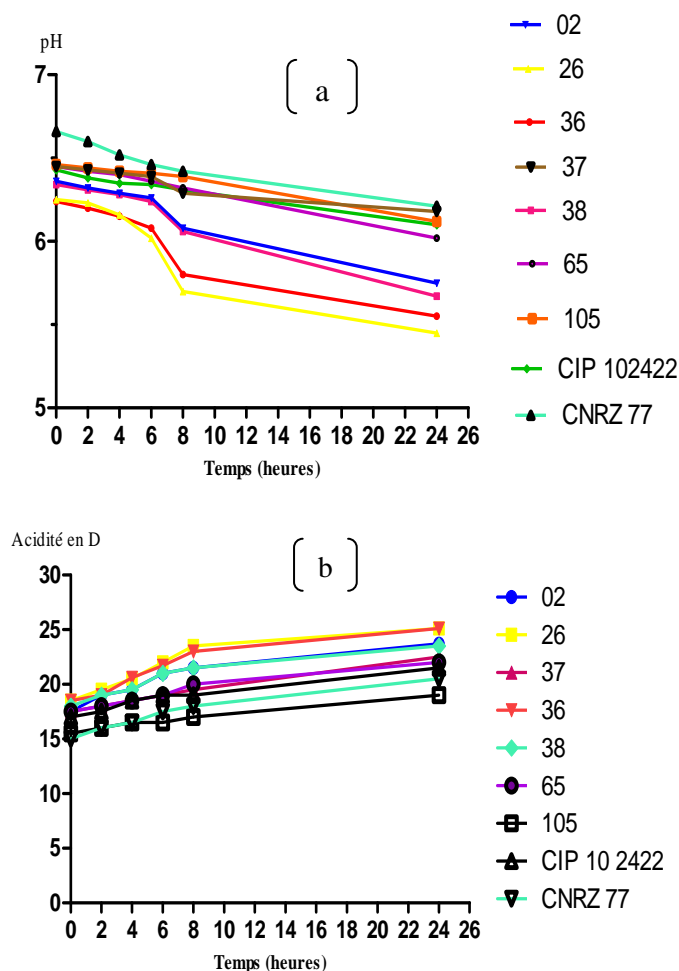 pH
a
7
6
5
0 2 4 6 8 10 12 14 16 18 20 22 24 26
Temps (heures)
02
26
36
37
38
65
105
CIP 102422
CNRZ 77
Acidité en D
b
30
25
20
15
10
5
0
0 2 4 6 8 10 12 14 16 18 20 22 24 26
Temps (heures)
02
26
37
36
38
65
105
CIP 10 2422
CNRZ 77